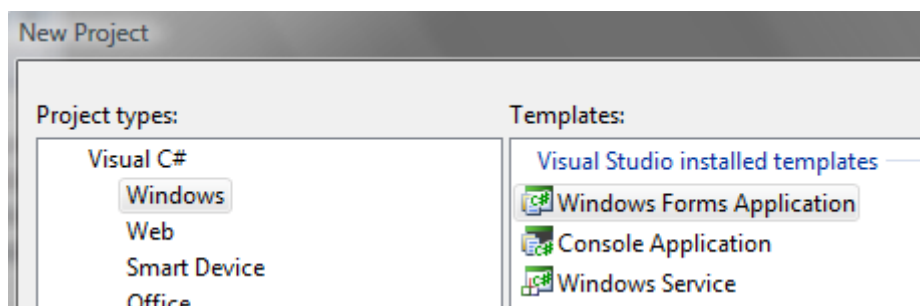 New Project
Project types:
Visual C#
Windows
Web
Smart Device
Office
Templates:
Visual Studio installed templates
Windows Forms Application
Console Application
Windows Service